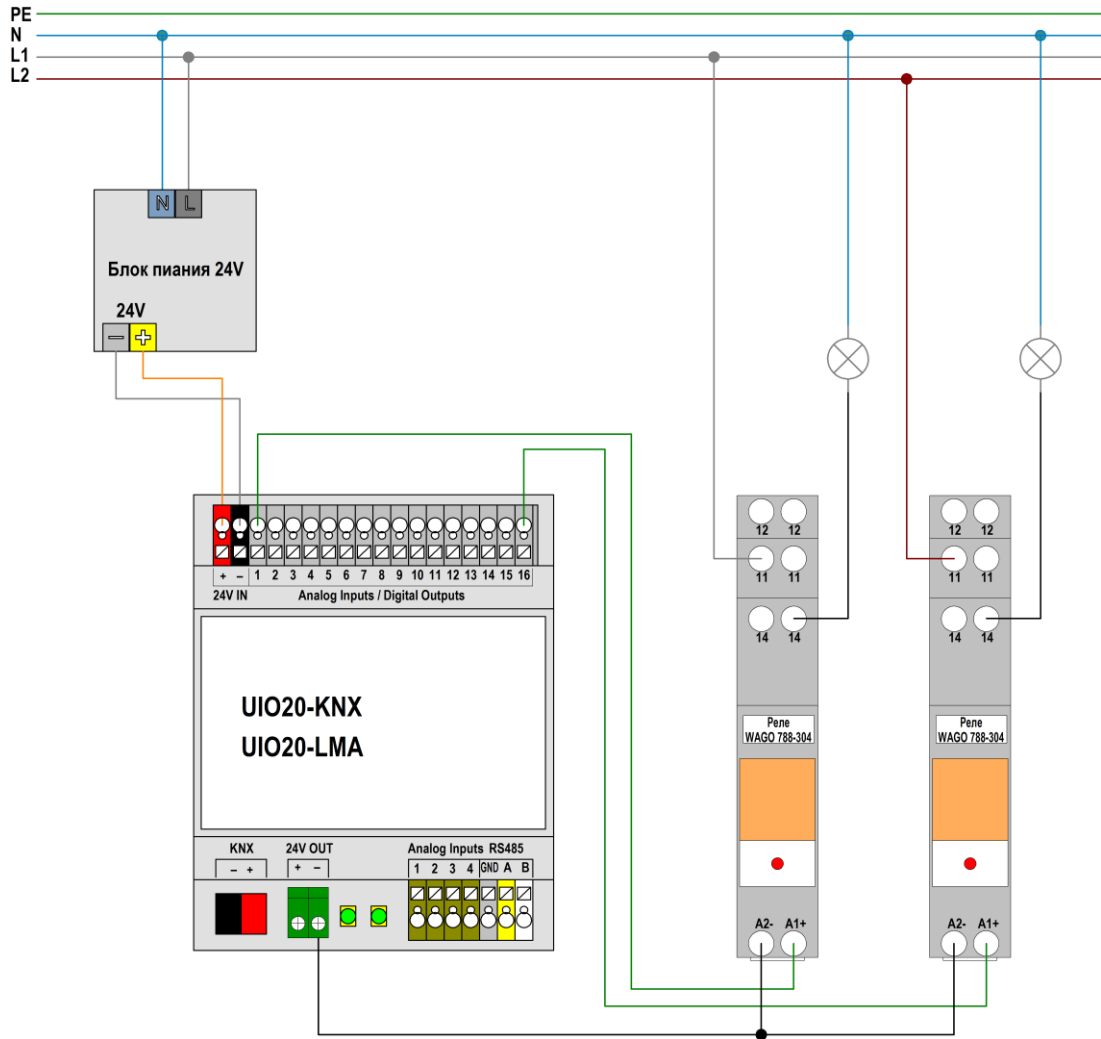 PE
N
L1
L2
N L
Блок пиания 24V
24V
− +
+ − 1 2 3 4 5 6 7 8 9 10 11 12 13 14 15 16
24V IN Analog Inputs / Digital Outputs
UIO20-KNX
UIO20-LMA
KNX 24V OUT Analog Inputs RS485
− + + − 1 2 3 4 GND A B
12 12
11 11
14 14
Реле
WAGO 788-304
A2- A1+
12 12
11 11
14 14
Реле
WAGO 788-304
A2- A1+